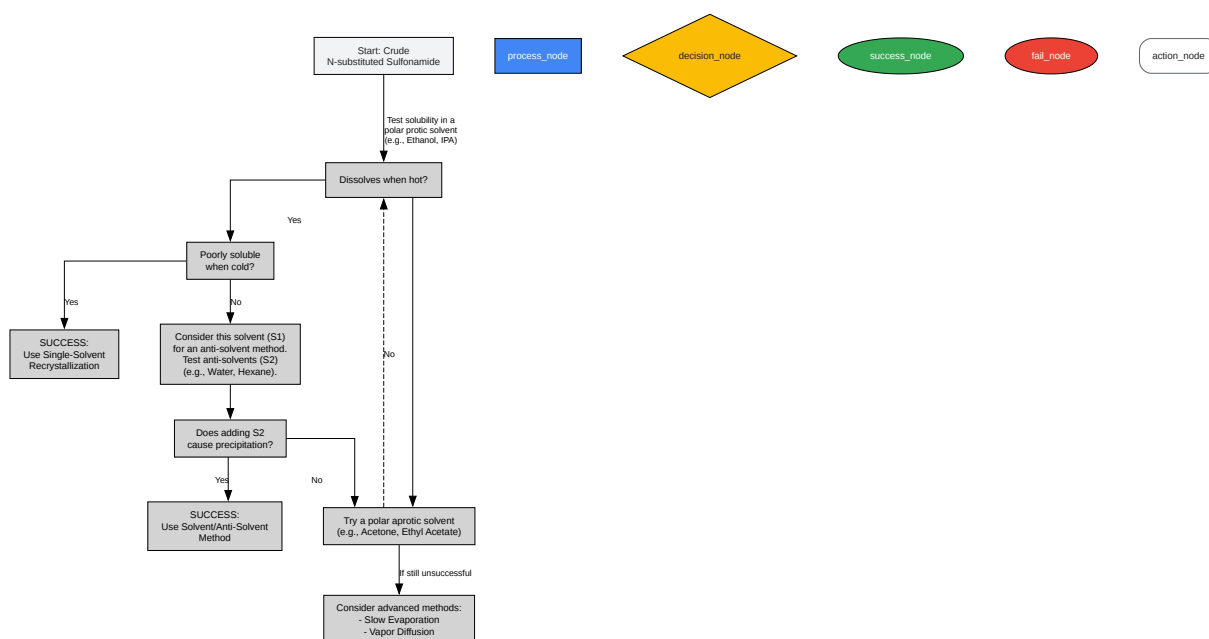 Start: Crude
N-substituted Sulfonamide
process_node
decision_node
success_node
fail_node
action_node
Test solubility in a
polar protic solvent
(e.g., Ethanol, IPA)
Dissolves when hot?
Yes
Poorly soluble
when cold?
Yes
No
SUCCESS:
Use Single-Solvent
Recrystallization
Consider this solvent (S1)
for an anti-solvent method.
Test anti-solvents (S2)
(e.g., Water, Hexane).
No
Does adding S2
cause precipitation?
Yes
No
SUCCESS:
Use Solvent/Anti-Solvent
Method
Try a polar aprotic solvent
(e.g., Acetone, Ethyl Acetate)
If still unsuccessful
Consider advanced methods:
- Slow Evaporation
- Vapor Diffusion